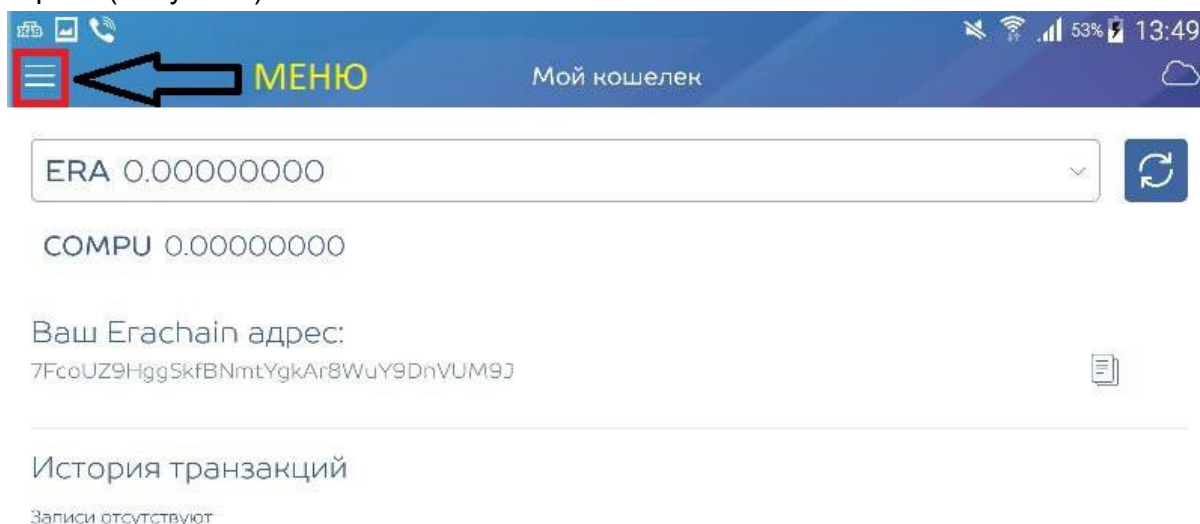 53% 13:49
МЕНЮ Мой кошелек
ERA 0.00000000
COMPU 0.00000000
Ваш Erachain адрес:
7FcoUZ9HggSkfBNmtYgkAr8WuY9DnVUM9J
История транзакций
Записи отсутствуют